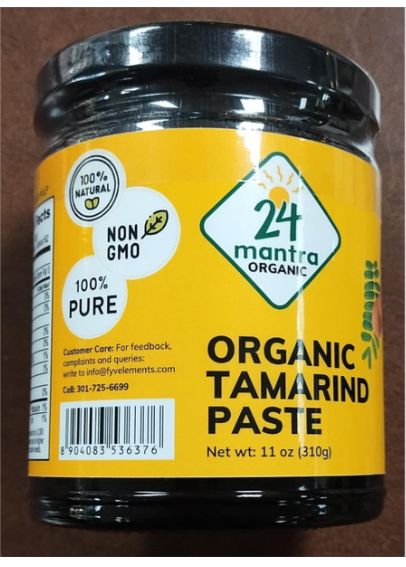 24
mantra
ORGANIC
ORGANIC
TAMARIND
PASTE
Net wt: 11 oz (310g)
100%
NATURAL
NON
GMO
100%
PURE
Customer Care: For feedback,
complaints and queries:
write to info@fyvelements.com
Call: 301-725-6699
8 904083 536376